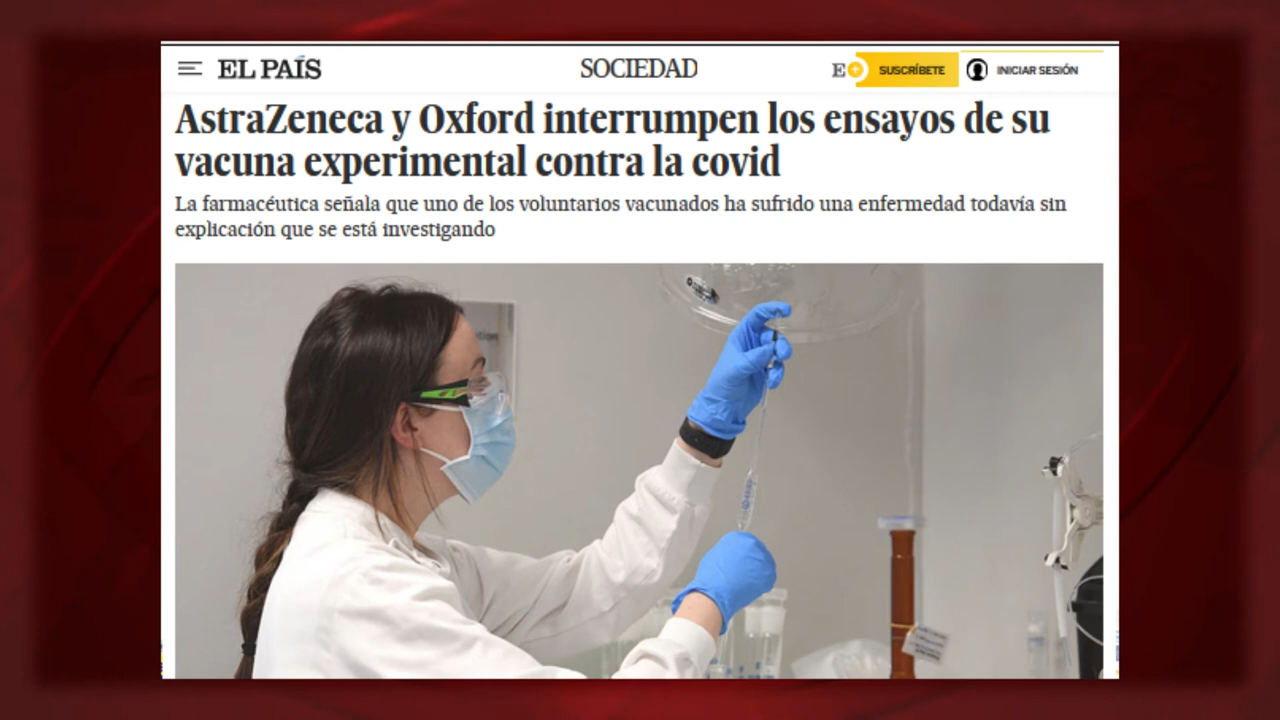 EL PAÍS
SOCIEDAD
E+
SUSCRÍBETE
INICIAR SESIÓN
AstraZeneca y Oxford interrumpen los ensayos de su
vacuna experimental contra la covid
La farmacéutica señala que uno de los voluntarios vacunados ha sufrido una enfermedad todavía sin
explicación que se está investigando